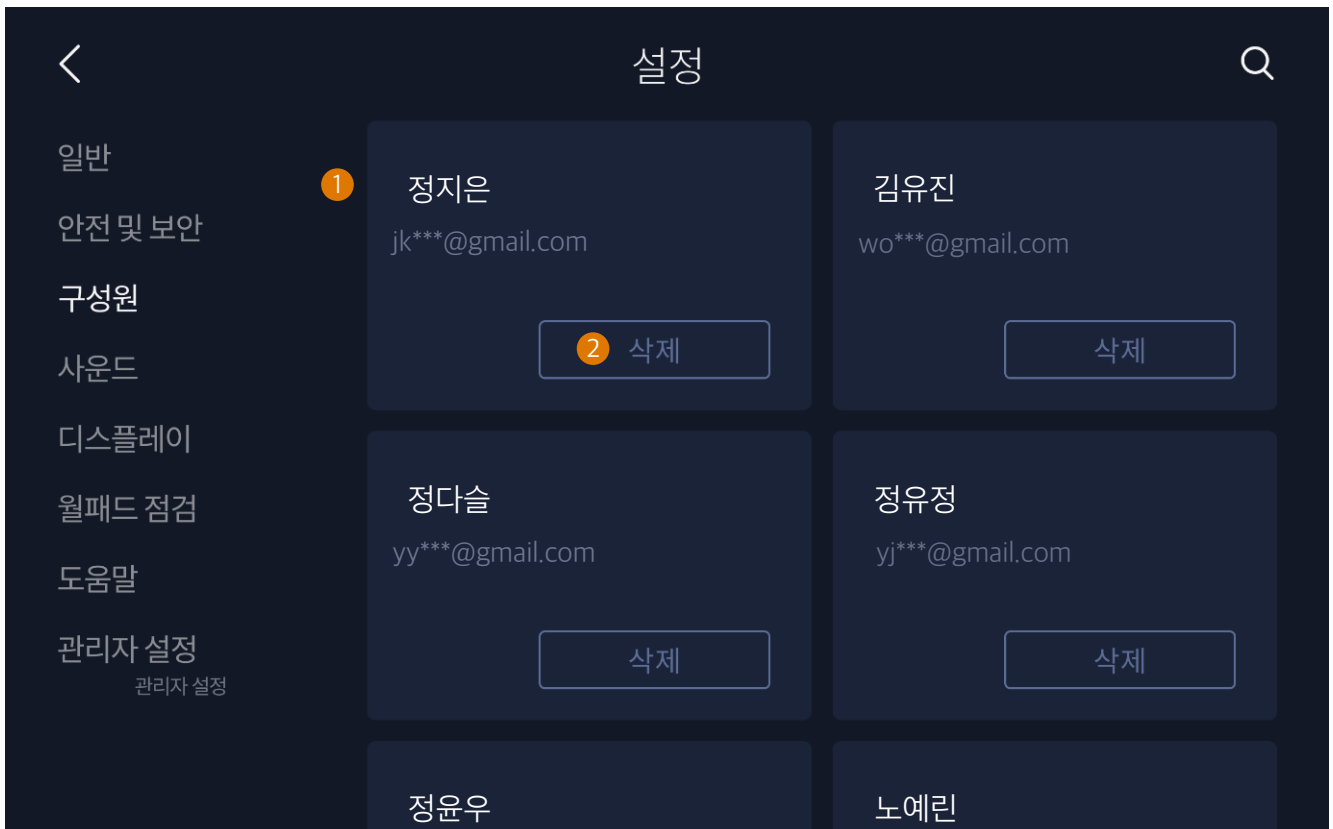 설정
일반
안전 및 보안
구성원
사운드
디스플레이
월패드 점검
도움말
관리자 설정
관리자 설정
1
정지은
jk***@gmail.com
2 삭제
김유진
wo***@gmail.com
삭제
정다슬
yy***@gmail.com
삭제
정유정
yj***@gmail.com
삭제
정윤우
노예린